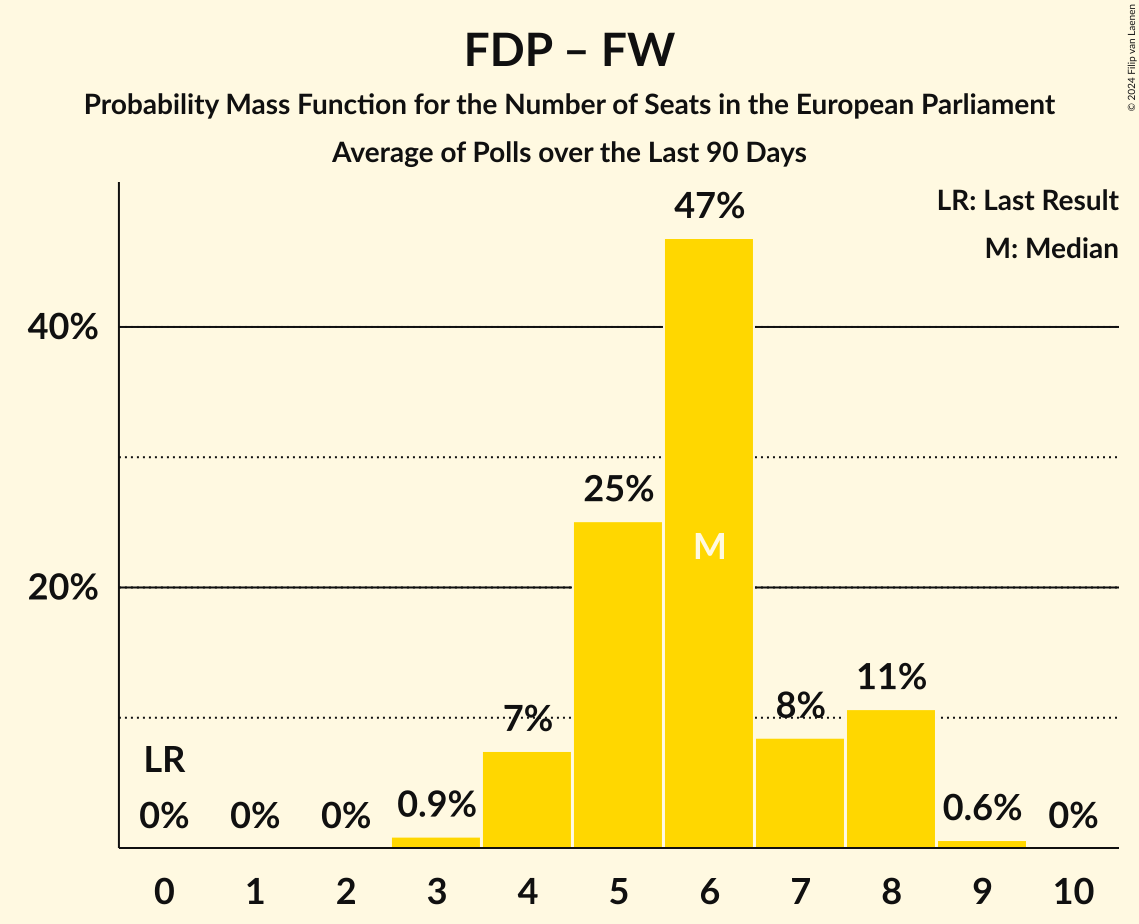 FDP – FW
Probability Mass Function for the Number of Seats in the European Parliament
Average of Polls over the Last 90 Days
© 2024 Filip van Laenen
LR: Last Result
M: Median
47%
40%
25%
M
20%
11%
8%
7%
LR
0.9%
0.6%
0% 0% 0% 0%
0 1 2 3 4 5 6 7 8 9 10